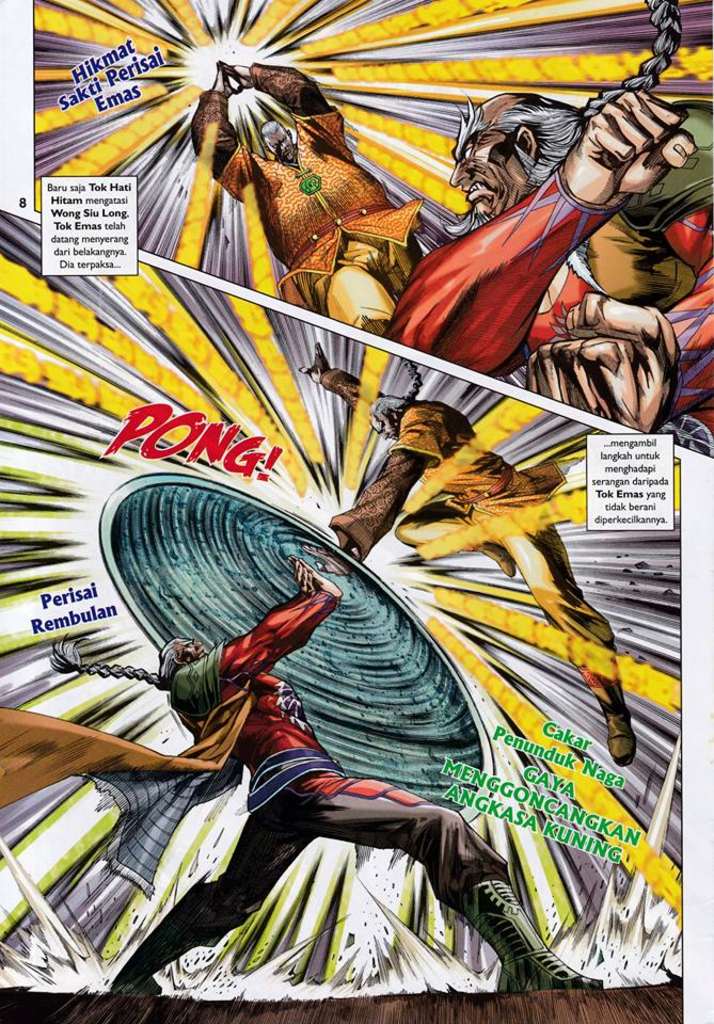 Hikmat
Sakti Perisai
Emas
8
Baru saja Tok Hati
Hitam mengatasi
Wong Siu Long,
Tok Emas telah
datang menyerang
dari belakangnya.
Dia terpaksa...
PONG!
...mengambil
langkah untuk
menghadapi
serangan daripada
Tok Emas yang
tidak berani
diperkecilkannya.
Perisai
Rembulan
Cakar
Penunduk Naga
GAYA
MENGGONCANGKAN
ANGKASA KUNING